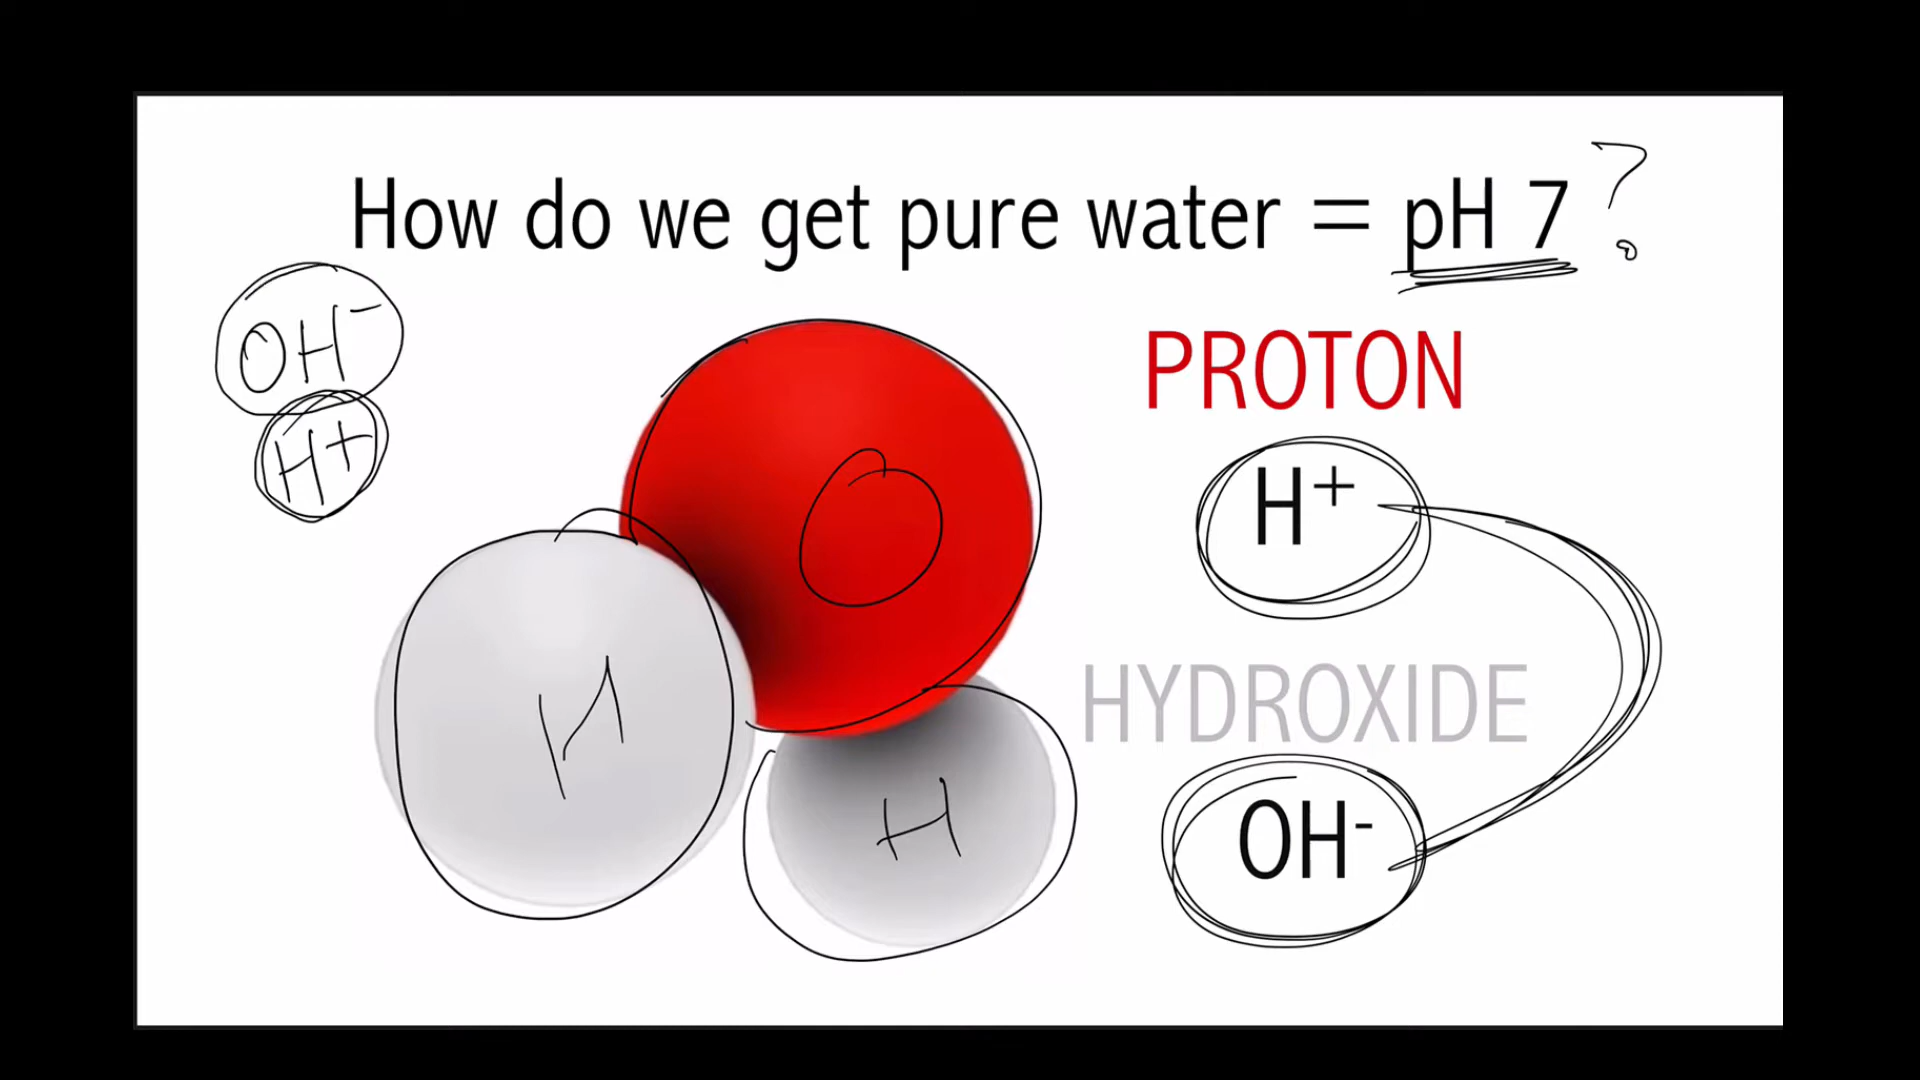 How do we get pure water = pH 7 ?
OH-
H+
PROTON
H+
O
H
H
HYDROXIDE
OH-